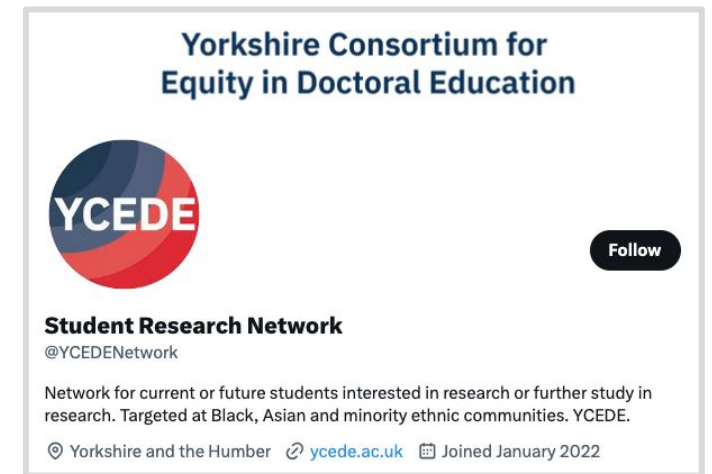 Yorkshire Consortium for
Equity in Doctoral Education
YCEDE
Follow
Student Research Network
@YCEDENetwork
Network for current or future students interested in research or further study in
research. Targeted at Black, Asian and minority ethnic communities. YCEDE.
Yorkshire and the Humber ycede.ac.uk Joined January 2022